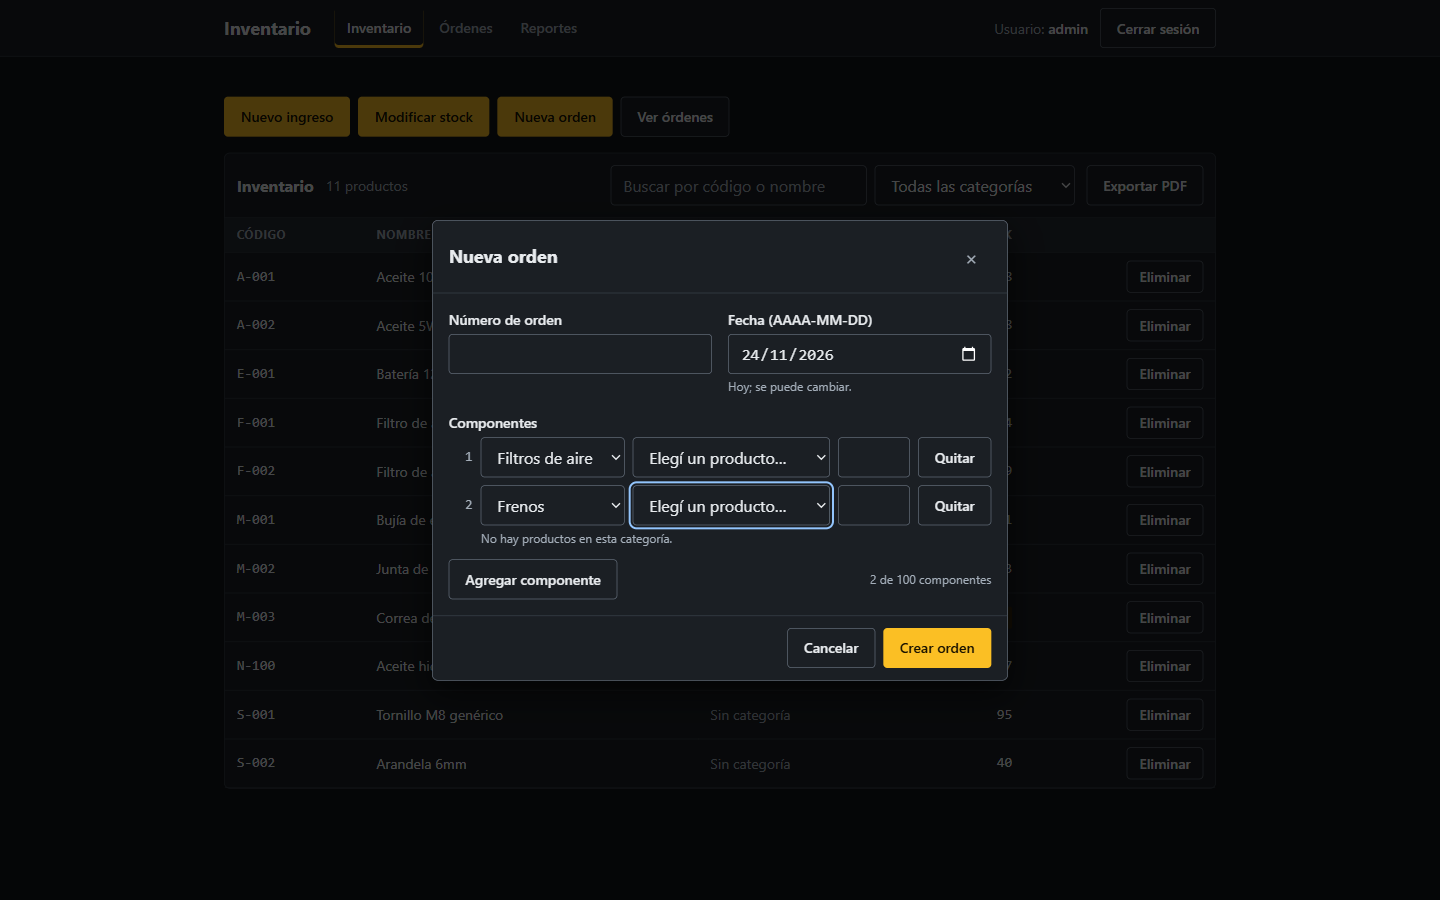 Inventario Inventario Órdenes Reportes Usuario: admin Cerrar sesión
Nuevo ingreso Modificar stock Nueva orden Ver órdenes
Inventario 11 productos Buscar por código o nombre Todas las categorías Exportar PDF
CÓDIGO NOMBRE
A-001 Aceite 10 Eliminar
A-002 Aceite 5W Eliminar
E-001 Batería 1 Eliminar
F-001 Filtro de Eliminar
F-002 Filtro de Eliminar
M-001 Bujía de Eliminar
M-002 Junta de Eliminar
M-003 Correa de Eliminar
N-100 Aceite hi Eliminar
S-001 Tornillo M8 genérico Sin categoría 95 Eliminar
S-002 Arandela 6mm Sin categoría 40 Eliminar
Nueva orden ×
Número de orden Fecha (AAAA-MM-DD)
24/11/2026
Hoy; se puede cambiar.
Componentes
1 Filtros de aire Elegí un producto... Quitar
2 Frenos Elegí un producto... Quitar
No hay productos en esta categoría.
Agregar componente 2 de 100 componentes
Cancelar Crear orden